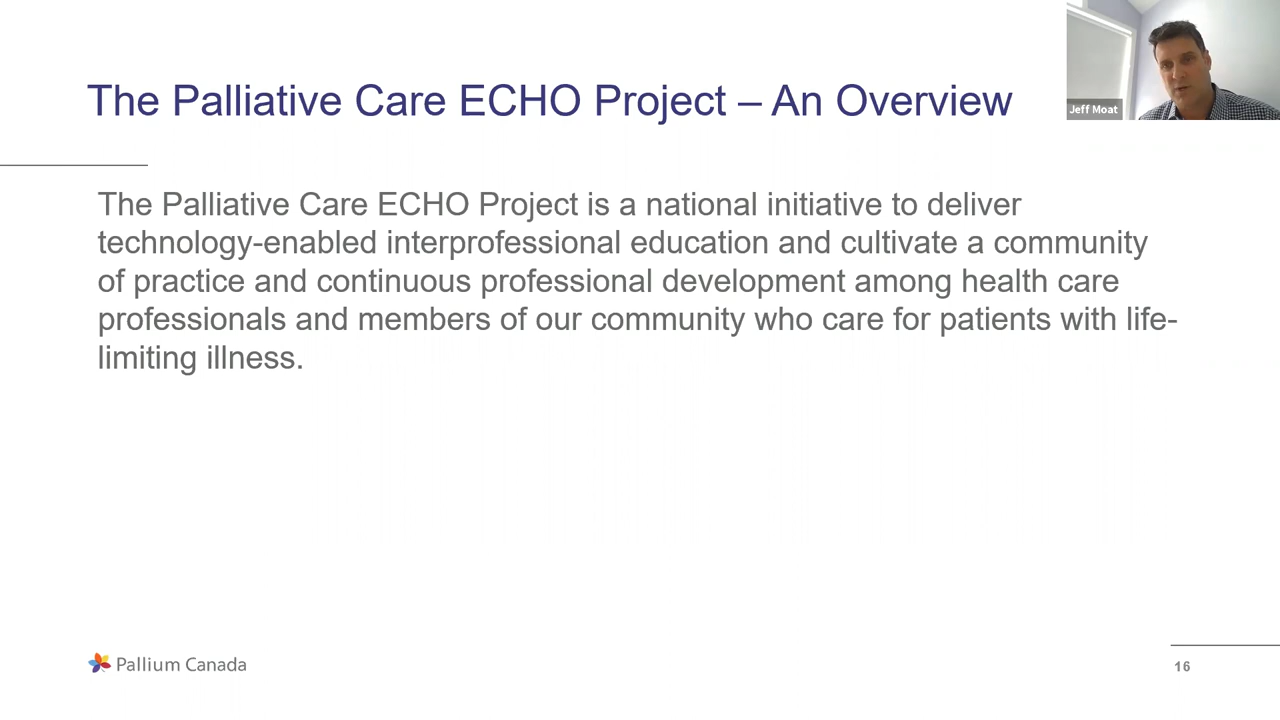 The Palliative Care ECHO Project – An Overview
Jeff Moat
The Palliative Care ECHO Project is a national initiative to deliver
technology-enabled interprofessional education and cultivate a community
of practice and continuous professional development among health care
professionals and members of our community who care for patients with life-
limiting illness.
Pallium Canada
16